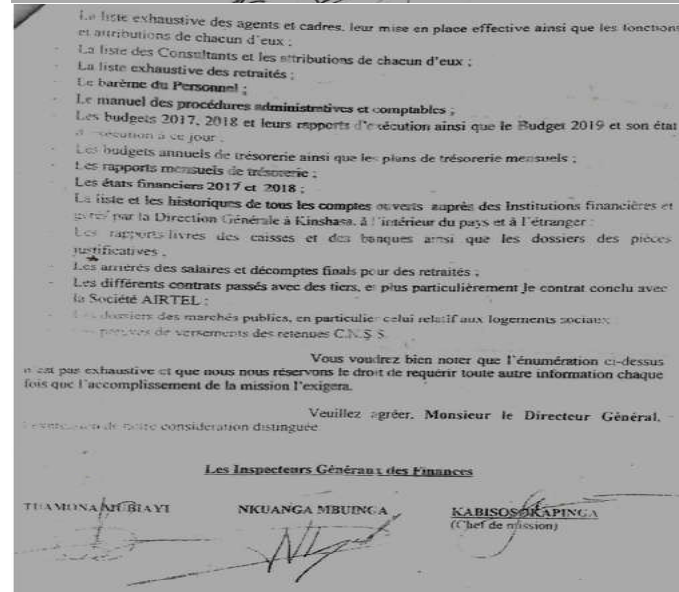 La liste exhaustive des agents et cadres, leur mise en place effective ainsi que les fonctions
et attributions de chacun d'eux ;
- La liste des Consultants et les attributions de chacun d'eux ;
- La liste exhaustive des retraités ;
- Le barème du Personnel ;
- Le manuel des procédures administratives et comptables ;
- Les budgets 2017, 2018 et leurs rapports d'exécution ainsi que le Budget 2019 et son état
d'exécution à ce jour ;
- Les budgets annuels de trésorerie ainsi que les plans de trésorerie mensuels ;
- Les rapports mensuels de trésorerie ;
- Les états financiers 2017 et 2018 ;
- La liste et les historiques de tous les comptes ouverts auprès des Institutions financières et
gérés par la Direction Générale à Kinshasa, à l'intérieur du pays et à l'étranger ;
- Les rapports-livres des caisses et des banques ainsi que les dossiers des pièces
justificatives ;
- Les arriérés des salaires et décomptes finals pour des retraités ;
- Les différents contrats passés avec des tiers, et plus particulièrement le contrat conclu avec
la Société AIRTEL ;
- Les dossiers des marchés publics, en particulier celui relatif aux logements sociaux ;
preuves de versements des retenues C.N.S.S.
Vous voudrez bien noter que l'énumération ci-dessus
n'est pas exhaustive et que nous nous réservons le droit de requérir toute autre information chaque
fois que l'accomplissement de la mission l'exigera.
Veuillez agréer, Monsieur le Directeur Général,
de notre consideration distinguée
Les Inspecteurs Généraux des Finances
TUAMONA MUBIAYI NKUANGA MBUINGA KABISOSO KAPINGA
(Chef de mission)